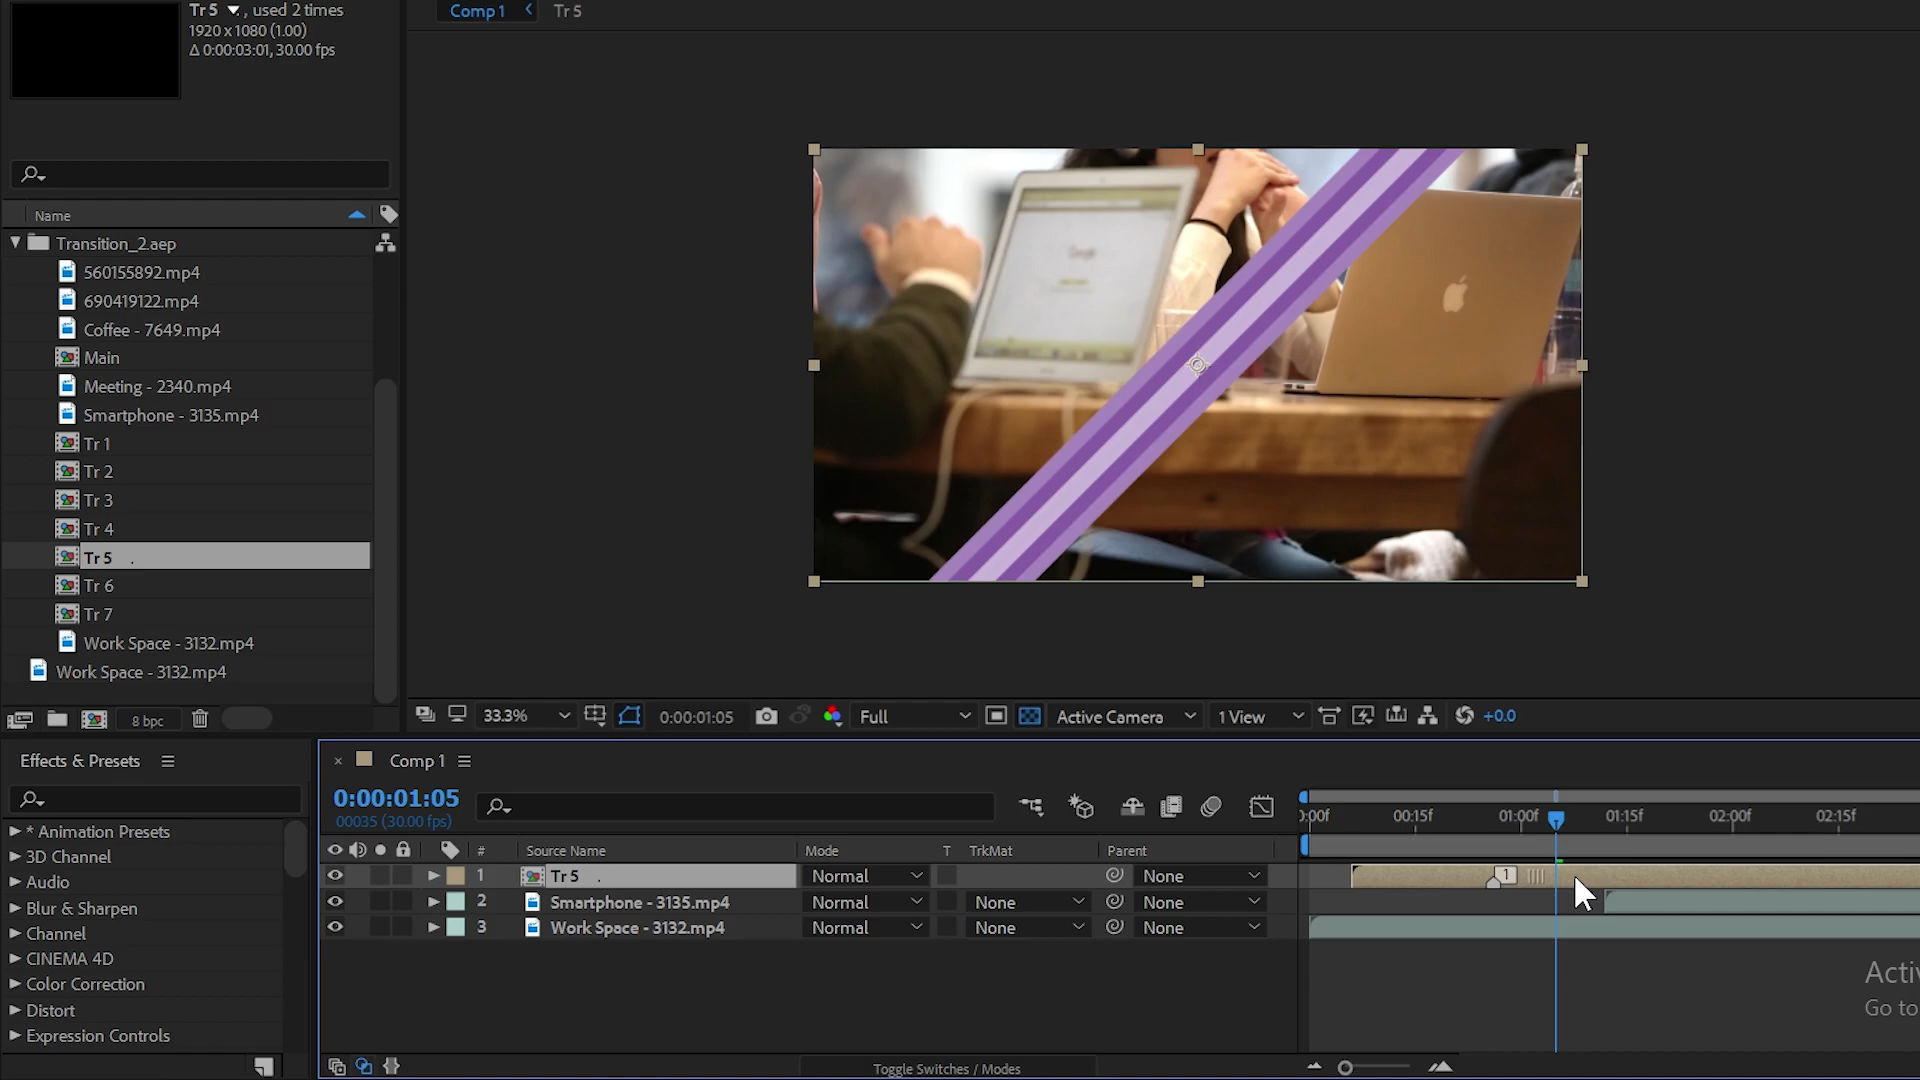 Tr 5 , used 2 times
1920 x 1080 (1.00)
Δ 0:00:03:01, 30.00 fps
Comp 1 Tr 5
Name
Transition_2.aep
560155892.mp4
690419122.mp4
Coffee - 7649.mp4
Main
Meeting - 2340.mp4
Smartphone - 3135.mp4
Tr 1
Tr 2
Tr 3
Tr 4
Tr 5 .
Tr 6
Tr 7
Work Space - 3132.mp4
Work Space - 3132.mp4
8 bpc
Google
33.3% 0:00:01:05 Full Active Camera 1 View +0.0
Effects & Presets
* Animation Presets
3D Channel
Audio
Blur & Sharpen
Channel
CINEMA 4D
Color Correction
Distort
Expression Controls
Comp 1
0:00:01:05
00035 (30.00 fps)
# Source Name Mode T TrkMat Parent
1 Tr 5 . Normal None
2 Smartphone - 3135.mp4 Normal None None
3 Work Space - 3132.mp4 Normal None None
:00f 00:15f 01:00f 01:15f 02:00f 02:15f
1
Activ
Go to
Toggle Switches / Modes